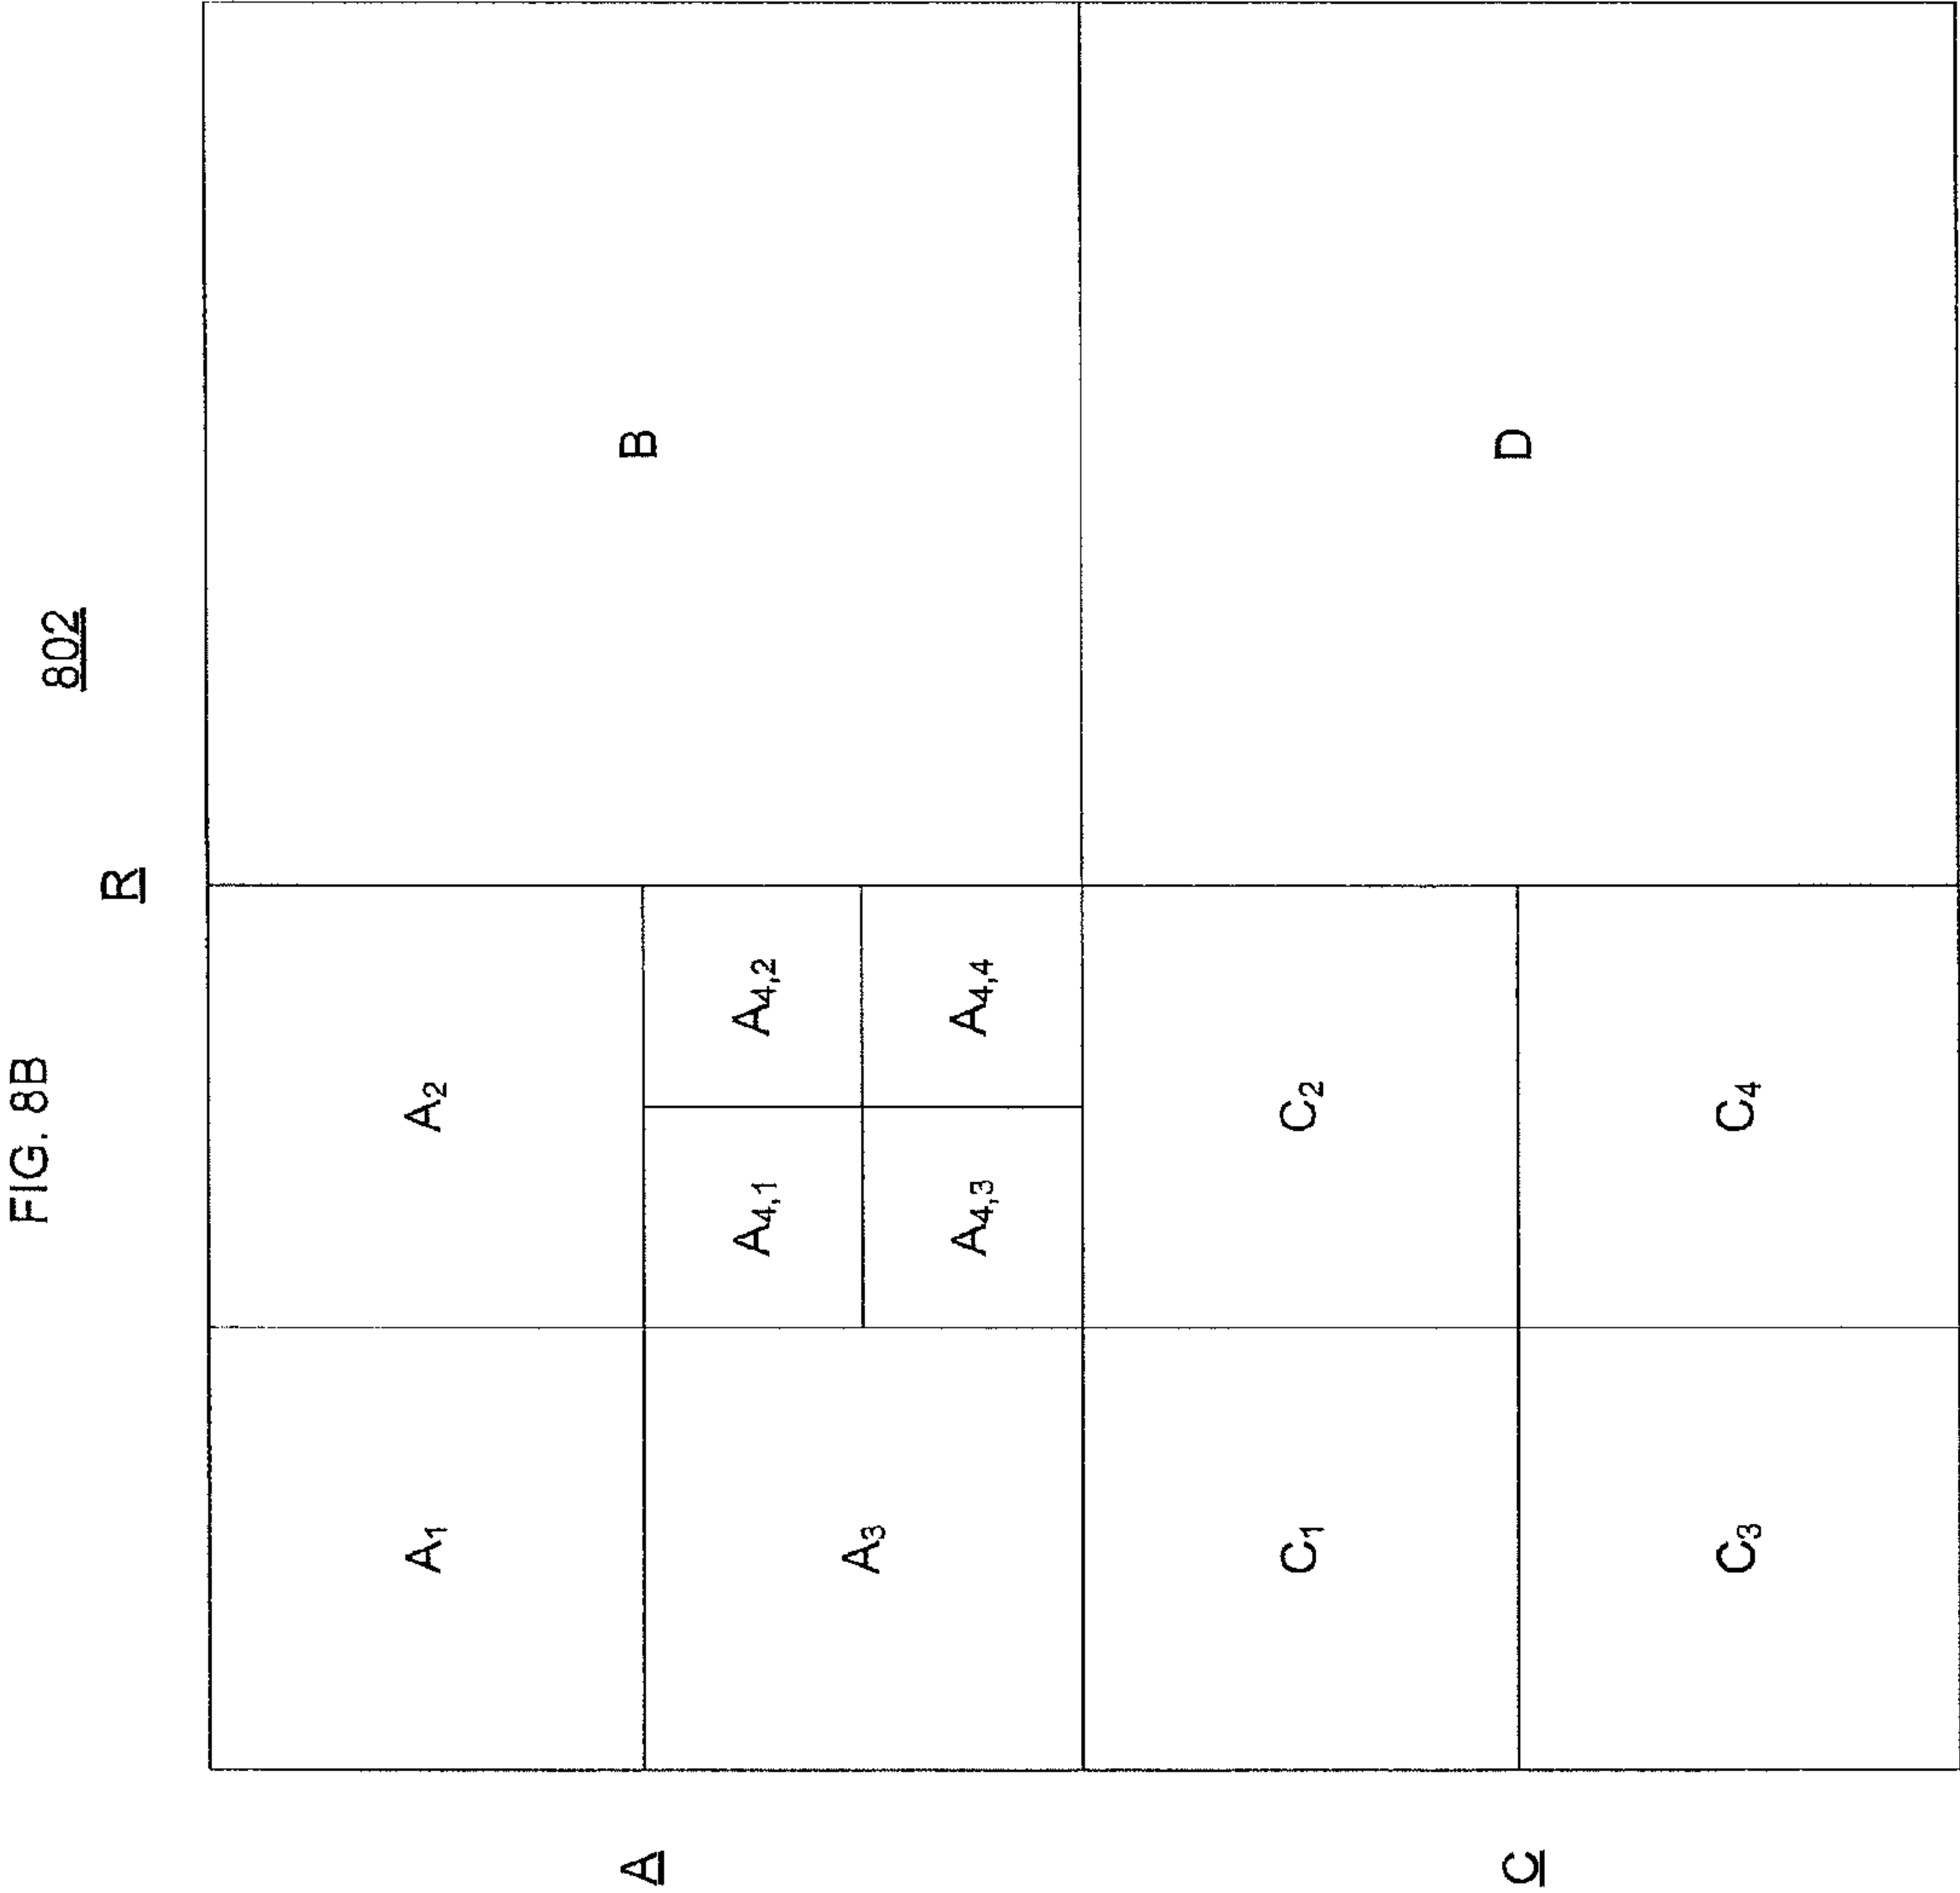 FIG. 8B
802
R
A₁
A₂
A
B
A₄,₁
A₄,₂
A₃
A₄,₃
A₄,₄
C₁
C₂
C
D
C₃
C₄